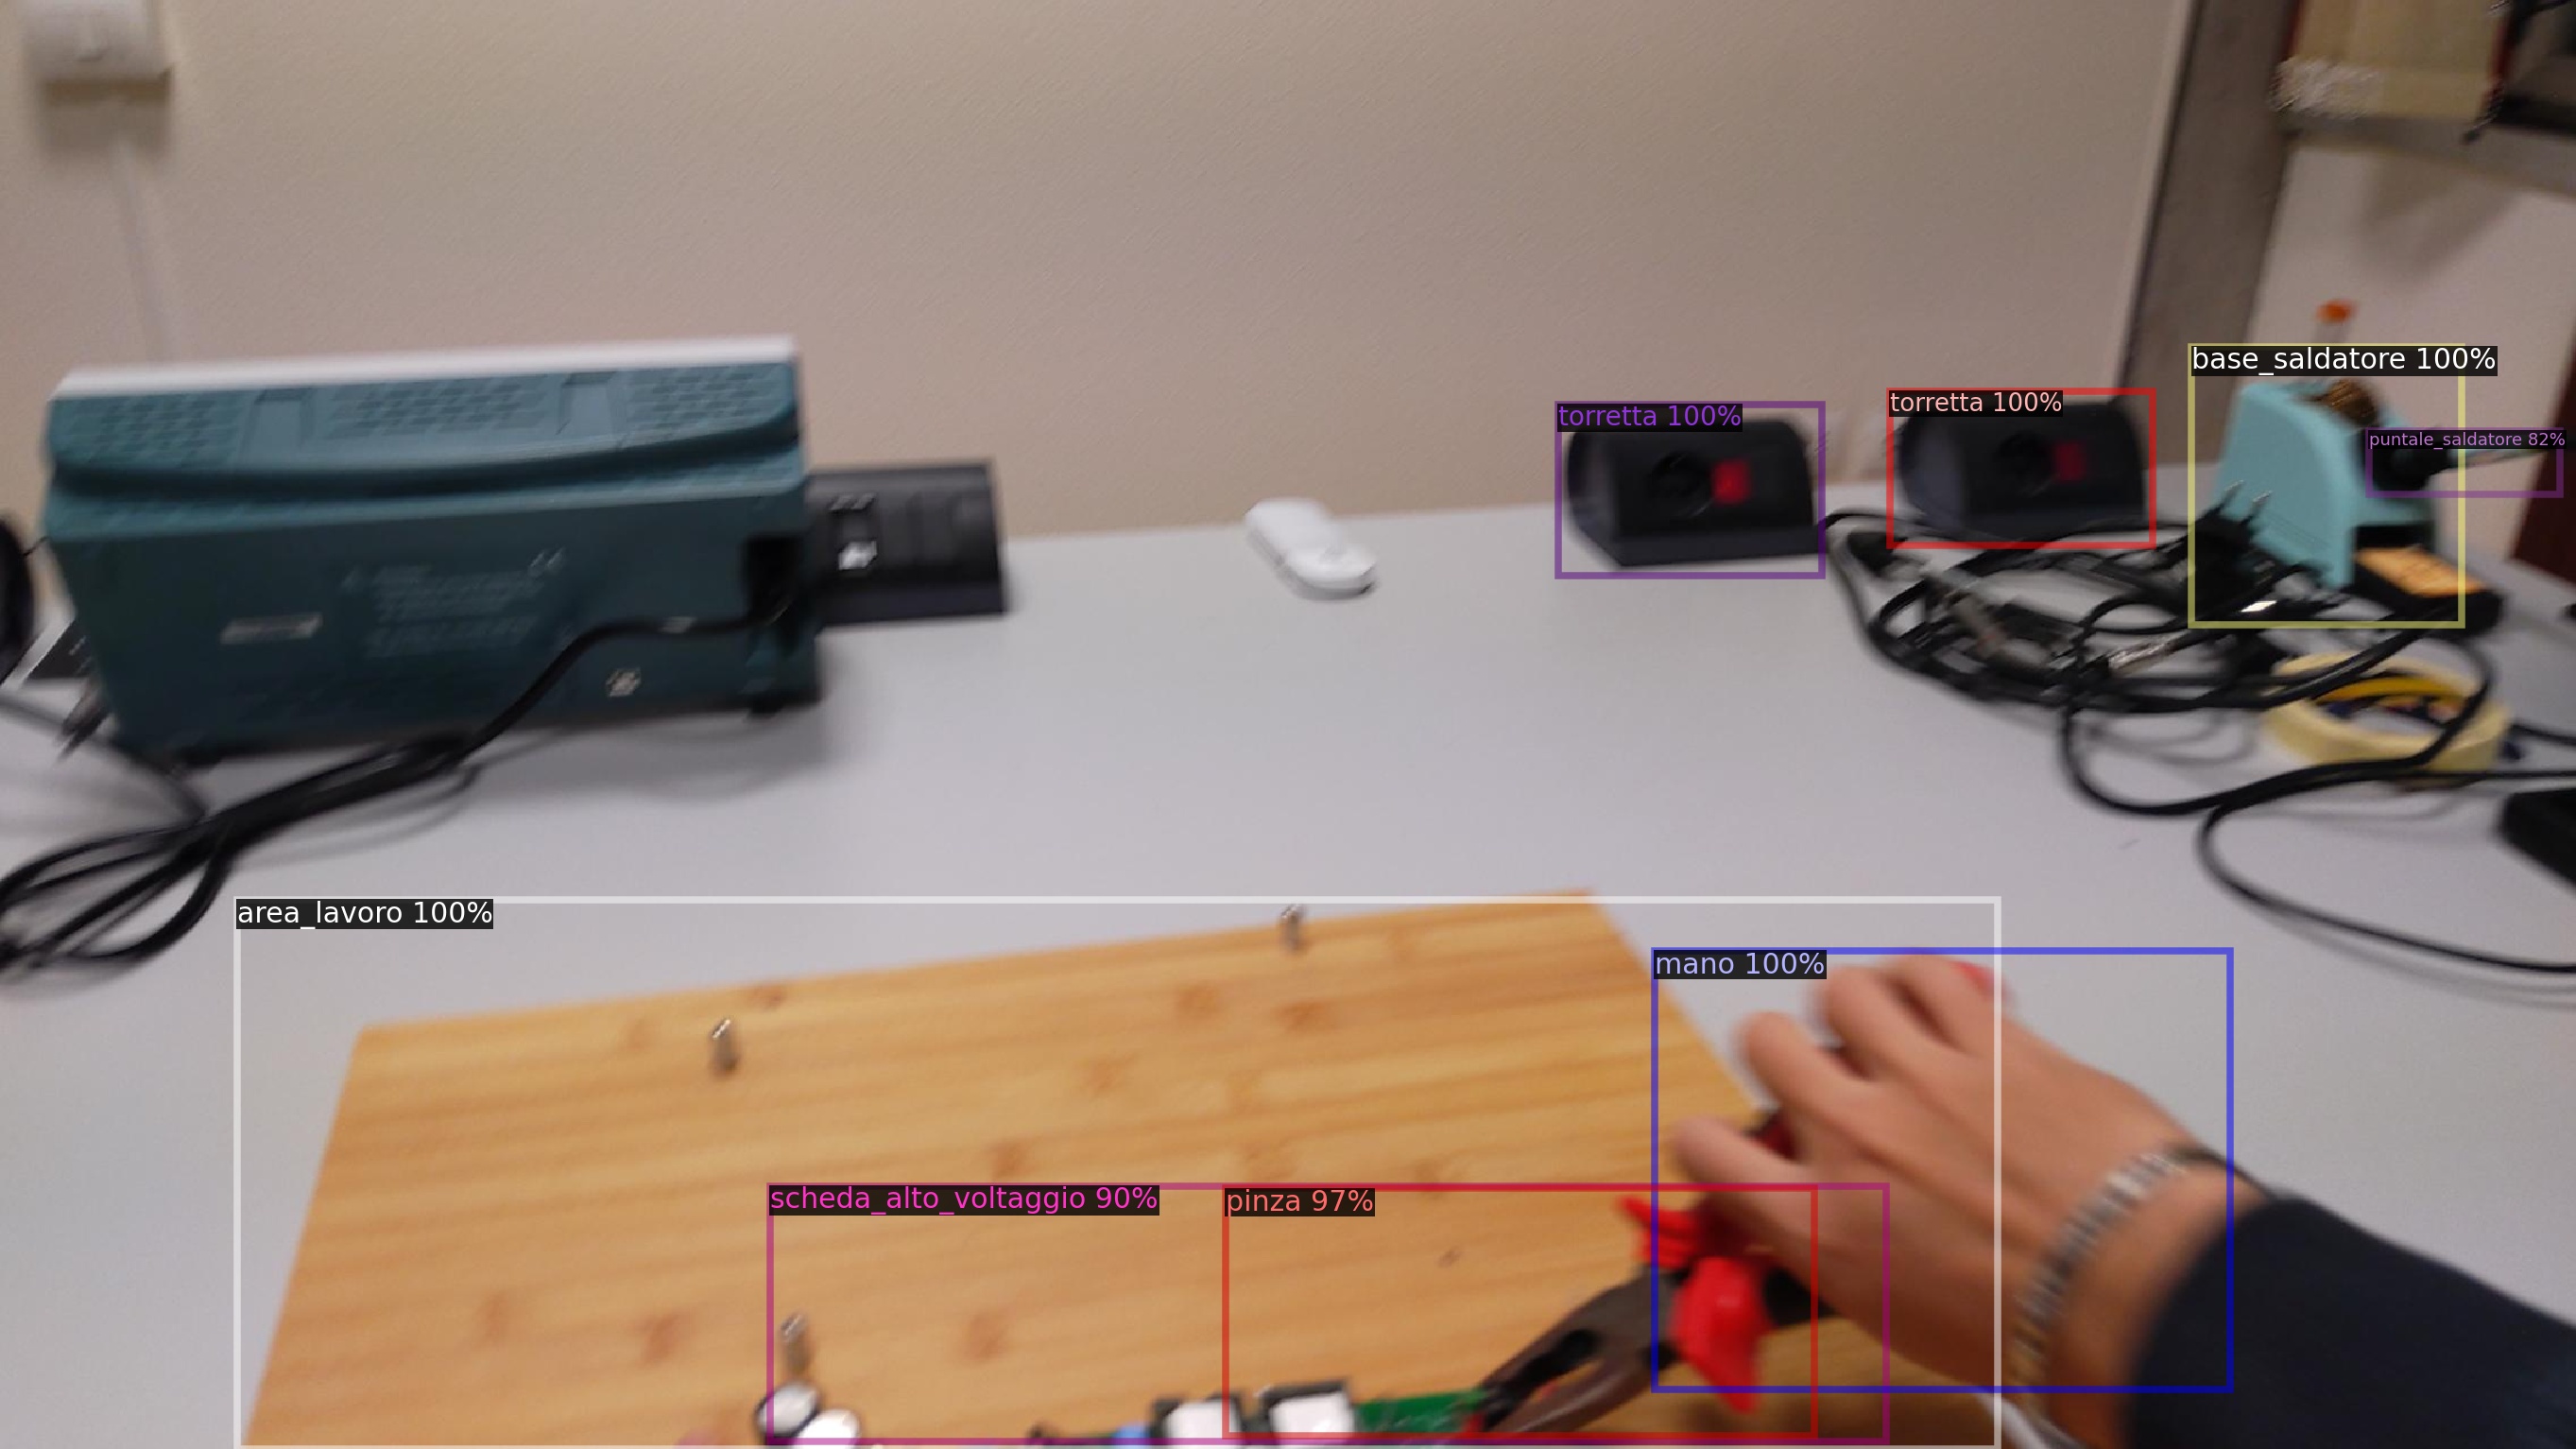 base_saldatore 100%
torretta 100%
torretta 100%
puntale_saldatore 82%
area_lavoro 100%
mano 100%
scheda_alto_voltaggio 90%
pinza 97%